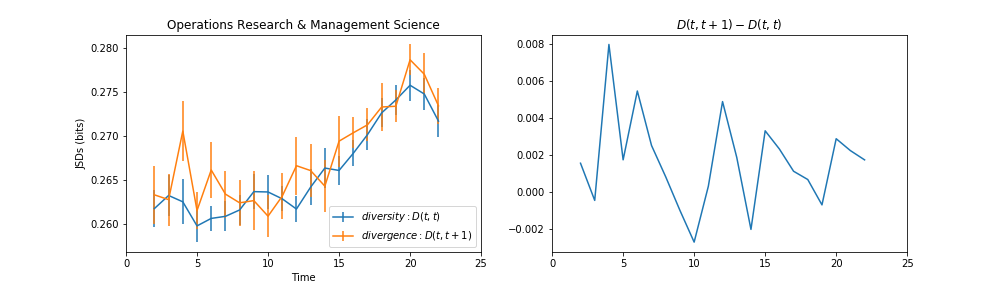 Operations Research & Management Science
JSDs (bits)
0.280
0.275
0.270
0.265
0.260
0 5 10 15 20 25
Time
diversity : D(t, t)
divergence : D(t, t + 1)
D(t, t + 1) − D(t, t)
0.008
0.006
0.004
0.002
0.000
−0.002
0 5 10 15 20 25